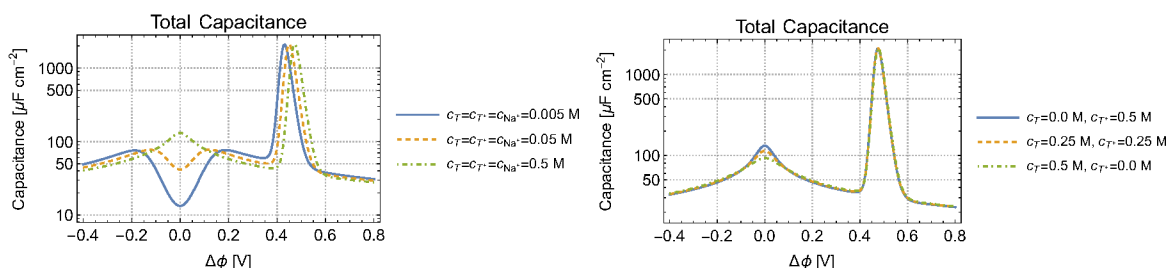 Total Capacitance
Capacitance [µF cm⁻²]
1000
500
100
50
10
−0.4 −0.2 0.0 0.2 0.4 0.6 0.8
Δϕ [V]
c_T=c_T⁺=c_Na⁺=0.005 M
c_T=c_T⁺=c_Na⁺=0.05 M
c_T=c_T⁺=c_Na⁺=0.5 M
Total Capacitance
Capacitance [µF cm⁻²]
1000
500
100
50
−0.4 −0.2 0.0 0.2 0.4 0.6 0.8
Δϕ [V]
c_T=0.0 M, c_T⁺=0.5 M
c_T=0.25 M, c_T⁺=0.25 M
c_T=0.5 M, c_T⁺=0.0 M